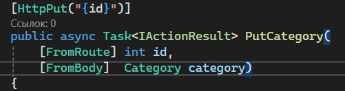 [HttpPut("{id}")]
Ссылок: 0
public async Task<IActionResult> PutCategory(
[FromRoute] int id,
[FromBody]  Category category)
{